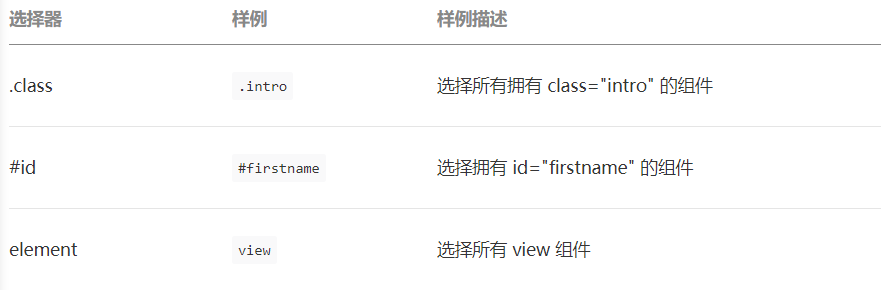 选择器 样例 样例描述
.class .intro 选择所有拥有 class="intro" 的组件
#id #firstname 选择拥有 id="firstname" 的组件
element view 选择所有 view 组件